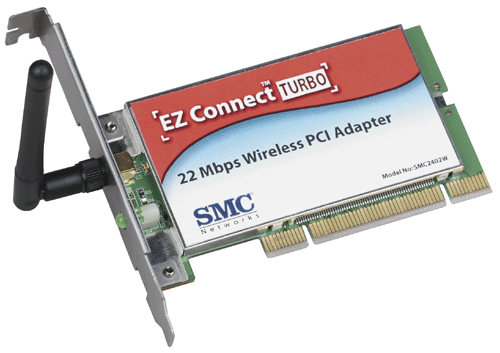 EZ Connect™ TURBO
22 Mbps Wireless PCI Adapter
Model No: SMC2402W
SMC
Networks